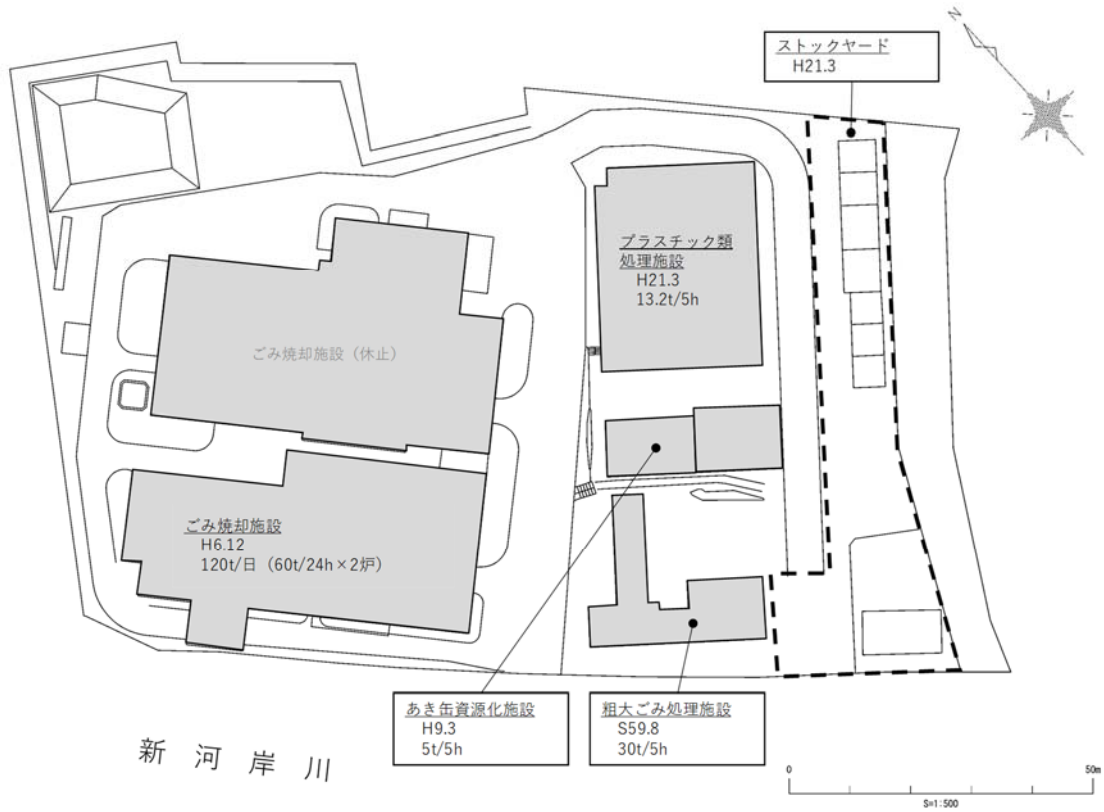 N
ストックヤード
H21.3
プラスチック類
処理施設
H21.3
13.2t/5h
ごみ焼却施設（休止）
ごみ焼却施設
H6.12
120t/日（60t/24h×2炉）
あき缶資源化施設
H9.3
5t/5h
粗大ごみ処理施設
S59.8
30t/5h
新河岸川
0
50m
S=1:500